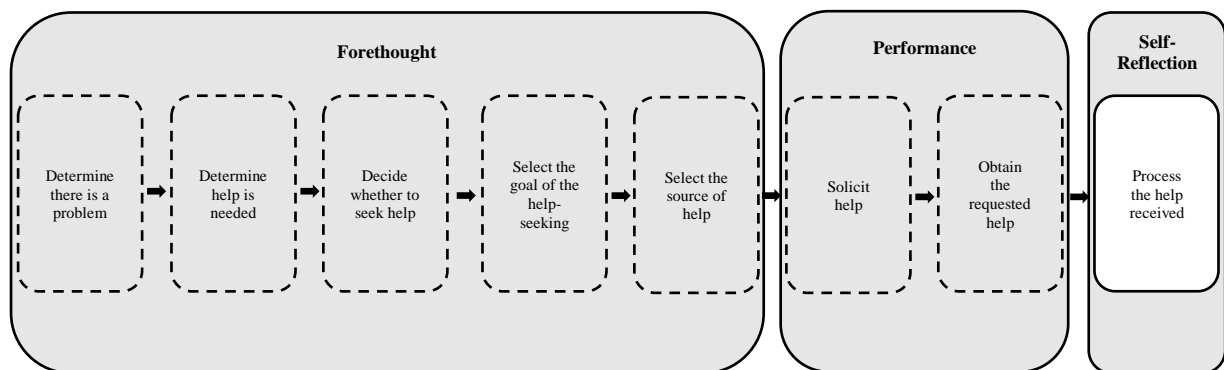 Forethought
Determine
there is a
problem
Determine
help is
needed
Decide
whether to
seek help
Select the
goal of the
help-
seeking
Select the
source of
help
Performance
Solicit
help
Obtain
the
requested
help
Self-
Reflection
Process
the help
received